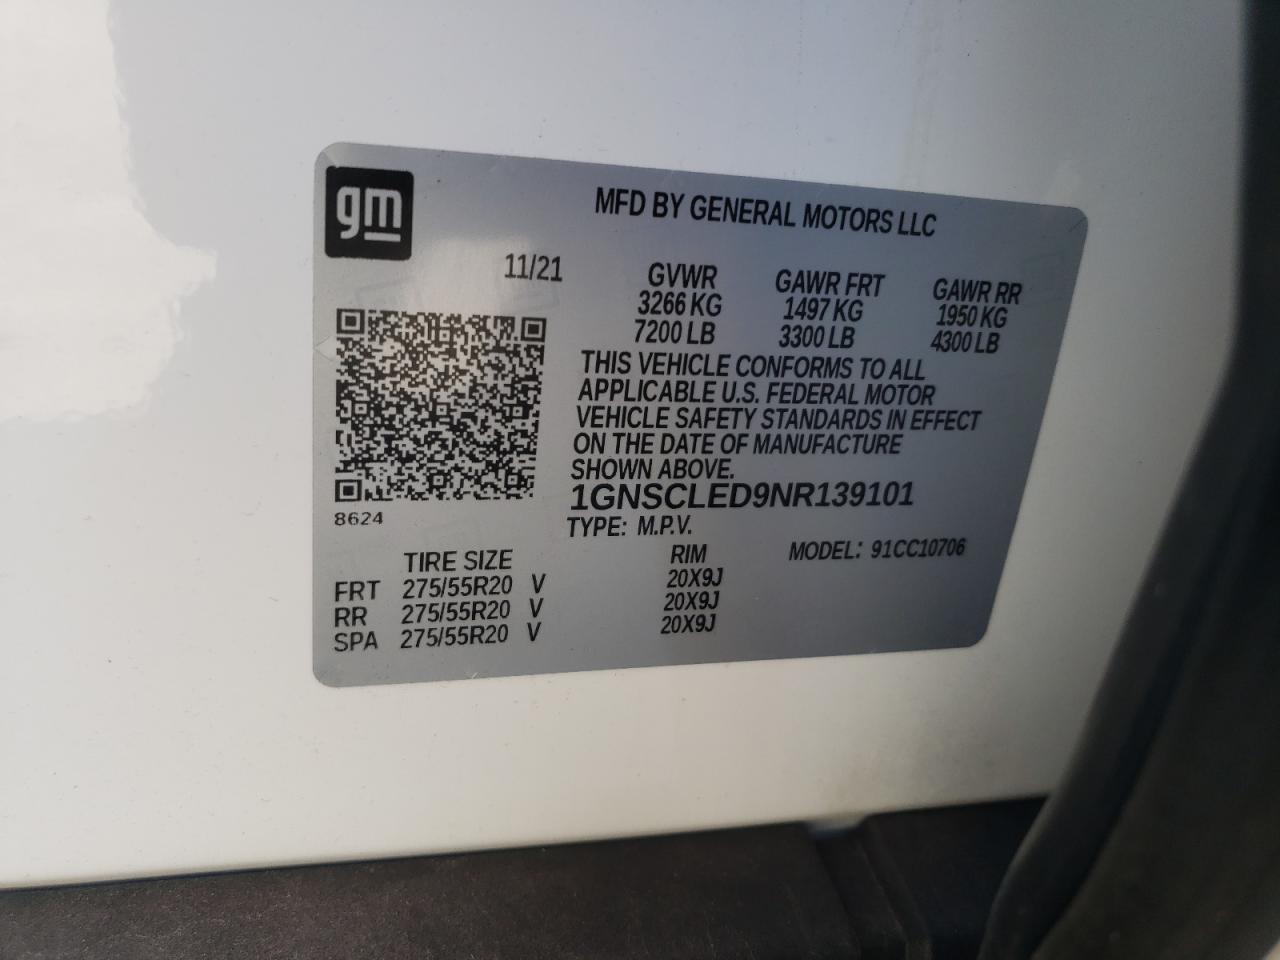 gm
MFD BY GENERAL MOTORS LLC
11/21
GVWR GAWR FRT GAWR RR
3266 KG 1497 KG 1950 KG
7200 LB 3300 LB 4300 LB
THIS VEHICLE CONFORMS TO ALL
APPLICABLE U.S. FEDERAL MOTOR
VEHICLE SAFETY STANDARDS IN EFFECT
ON THE DATE OF MANUFACTURE
SHOWN ABOVE.
1GNSCLED9NR139101
8624
TYPE: M.P.V.
MODEL: 91CC10706
TIRE SIZE RIM
FRT 275/55R20 V 20X9J
RR 275/55R20 V 20X9J
SPA 275/55R20 V 20X9J